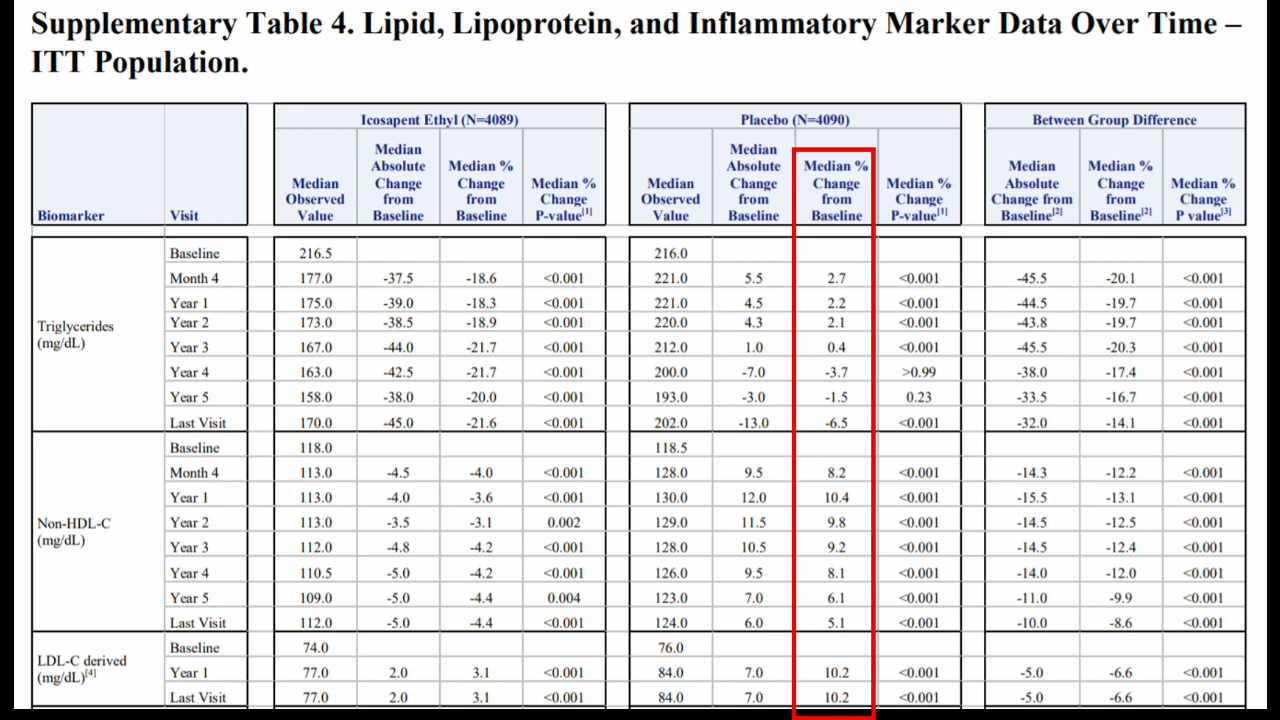 Supplementary Table 4. Lipid, Lipoprotein, and Inflammatory Marker Data Over Time –
ITT Population.
Icosapent Ethyl (N=4089) Placebo (N=4090) Between Group Difference
Biomarker Visit Median Observed Value Median Absolute Change from Baseline Median % Change from Baseline Median % Change P-value[1] Median Observed Value Median Absolute Change from Baseline Median % Change from Baseline Median % Change P-value[1] Median Absolute Change from Baseline[2] Median % Change from Baseline[2] Median % Change P value[3]
Triglycerides (mg/dL)
Baseline 216.5 216.0
Month 4 177.0 -37.5 -18.6 <0.001 221.0 5.5 2.7 <0.001 -45.5 -20.1 <0.001
Year 1 175.0 -39.0 -18.3 <0.001 221.0 4.5 2.2 <0.001 -44.5 -19.7 <0.001
Year 2 173.0 -38.5 -18.9 <0.001 220.0 4.3 2.1 <0.001 -43.8 -19.7 <0.001
Year 3 167.0 -44.0 -21.7 <0.001 212.0 1.0 0.4 <0.001 -45.5 -20.3 <0.001
Year 4 163.0 -42.5 -21.7 <0.001 200.0 -7.0 -3.7 >0.99 -38.0 -17.4 <0.001
Year 5 158.0 -38.0 -20.0 <0.001 193.0 -3.0 -1.5 0.23 -33.5 -16.7 <0.001
Last Visit 170.0 -45.0 -21.6 <0.001 202.0 -13.0 -6.5 <0.001 -32.0 -14.1 <0.001
Non-HDL-C (mg/dL)
Baseline 118.0 118.5
Month 4 113.0 -4.5 -4.0 <0.001 128.0 9.5 8.2 <0.001 -14.3 -12.2 <0.001
Year 1 113.0 -4.0 -3.6 <0.001 130.0 12.0 10.4 <0.001 -15.5 -13.1 <0.001
Year 2 113.0 -3.5 -3.1 0.002 129.0 11.5 9.8 <0.001 -14.5 -12.5 <0.001
Year 3 112.0 -4.8 -4.2 <0.001 128.0 10.5 9.2 <0.001 -14.5 -12.4 <0.001
Year 4 110.5 -5.0 -4.2 <0.001 126.0 9.5 8.1 <0.001 -14.0 -12.0 <0.001
Year 5 109.0 -5.0 -4.4 0.004 123.0 7.0 6.1 <0.001 -11.0 -9.9 <0.001
Last Visit 112.0 -5.0 -4.4 <0.001 124.0 6.0 5.1 <0.001 -10.0 -8.6 <0.001
LDL-C derived (mg/dL)[4]
Baseline 74.0 76.0
Year 1 77.0 2.0 3.1 <0.001 84.0 7.0 10.2 <0.001 -5.0 -6.6 <0.001
Last Visit 77.0 2.0 3.1 <0.001 84.0 7.0 10.2 <0.001 -5.0 -6.6 <0.001